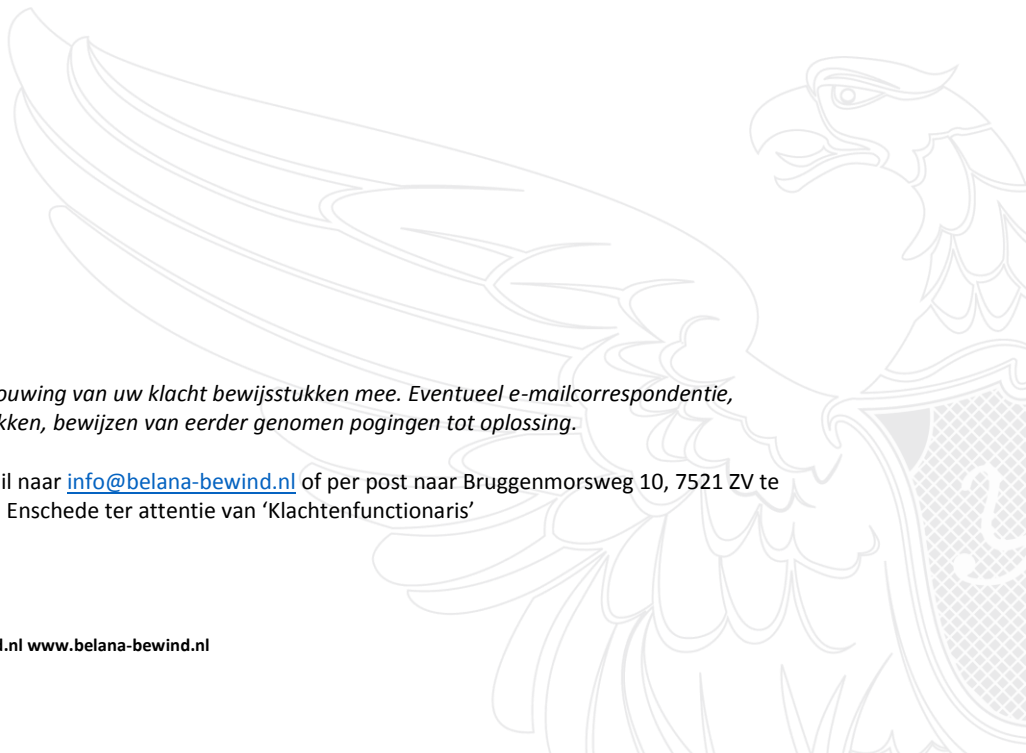 ouwing van uw klacht bewijsstukken mee. Eventueel e-mailcorrespondentie,
kken, bewijzen van eerder genomen pogingen tot oplossing.
il naar info@belana-bewind.nl of per post naar Bruggenmorsweg 10, 7521 ZV te
Enschede ter attentie van ‘Klachtenfunctionaris’
d.nl www.belana-bewind.nl